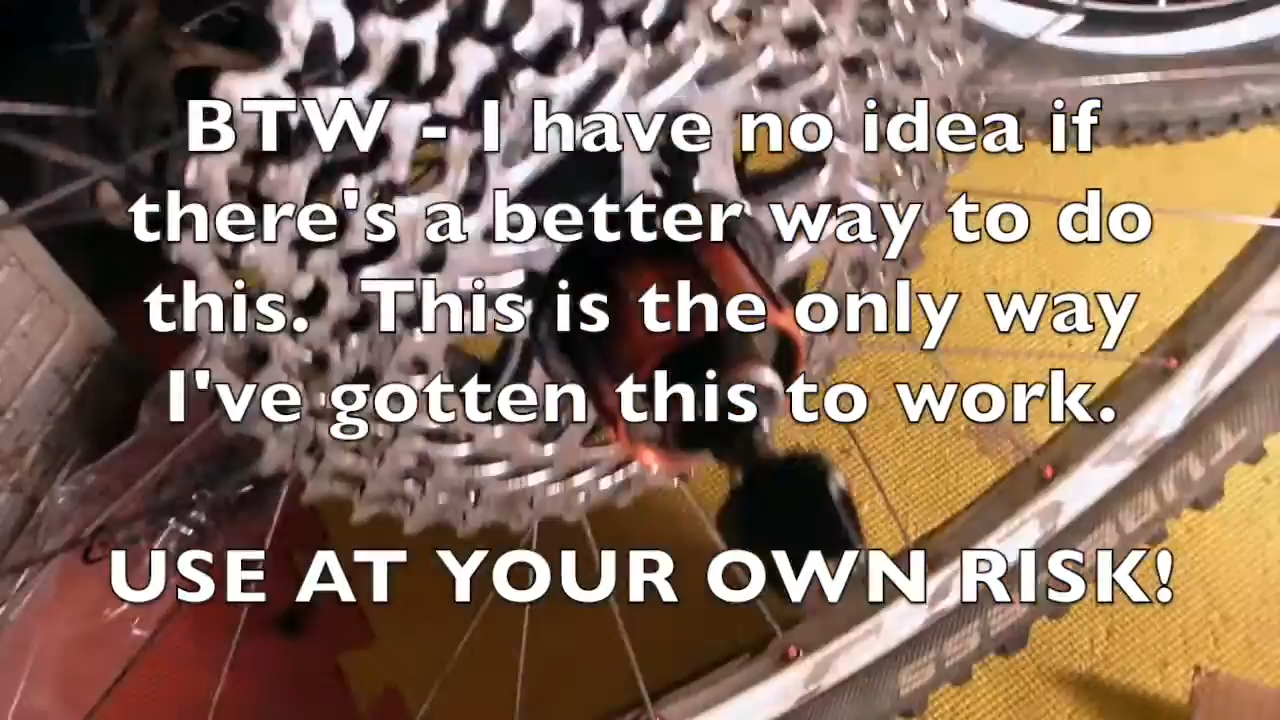 BTW - I have no idea if
there's a better way to do
this.  This is the only way
I've gotten this to work.
USE AT YOUR OWN RISK!